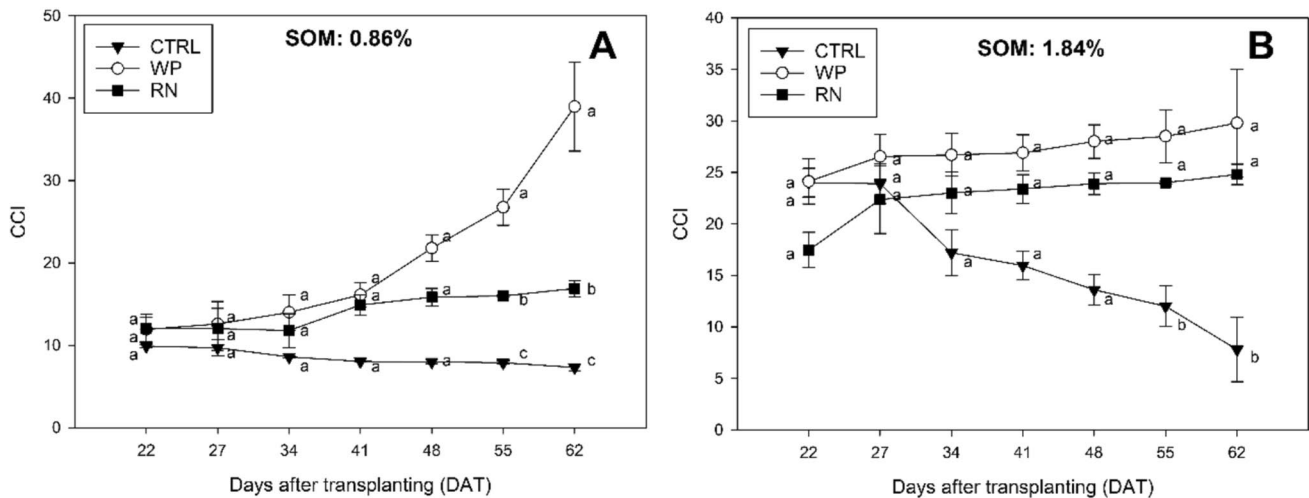 A
SOM: 0.86%
CTRL
WP
RN
50
40
30
20
10
0
CCI
a a a a a a a
a a a a a b b
a a a a a c c
22 27 34 41 48 55 62
Days after transplanting (DAT)
B
SOM: 1.84%
CTRL
WP
RN
40
35
30
25
20
15
10
5
0
CCI
a a a a a a a
a a a a a a a
a a a a a b b
22 27 34 41 48 55 62
Days after transplanting (DAT)